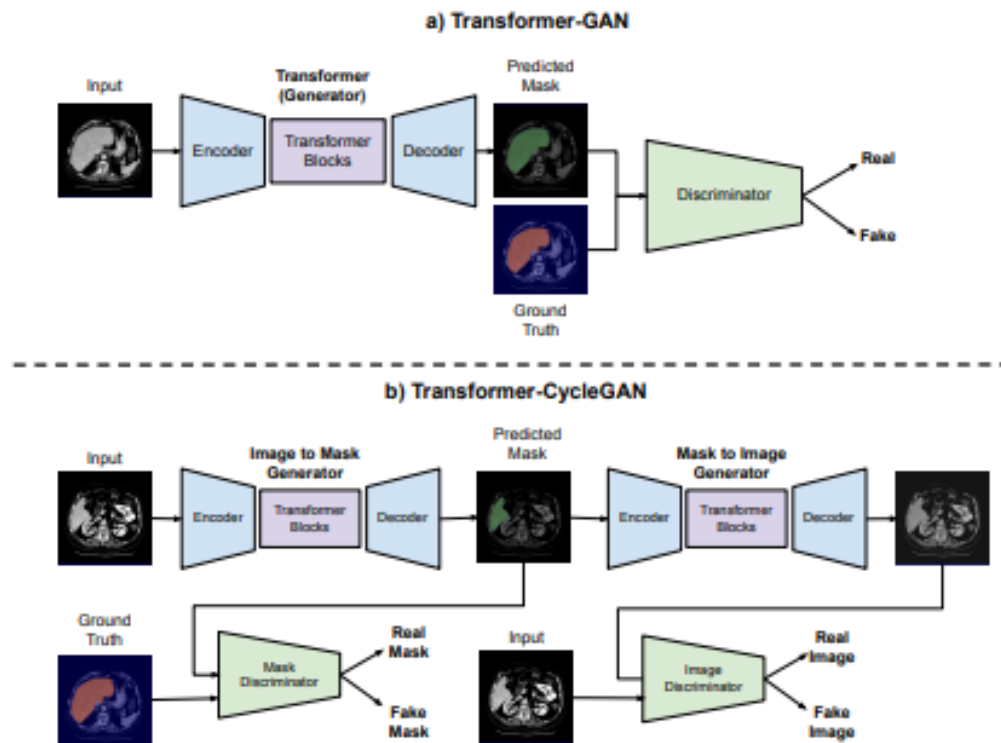 a) Transformer-GAN
Input
Transformer
(Generator)
Predicted
Mask
Encoder
Transformer
Blocks
Decoder
Discriminator
Real
Fake
Ground
Truth
b) Transformer-CycleGAN
Input
Image to Mask
Generator
Predicted
Mask
Mask to Image
Generator
Encoder
Transformer
Blocks
Decoder
Encoder
Transformer
Blocks
Decoder
Ground
Truth
Mask
Discriminator
Real
Mask
Fake
Mask
Input
Image
Discriminator
Real
Image
Fake
Image